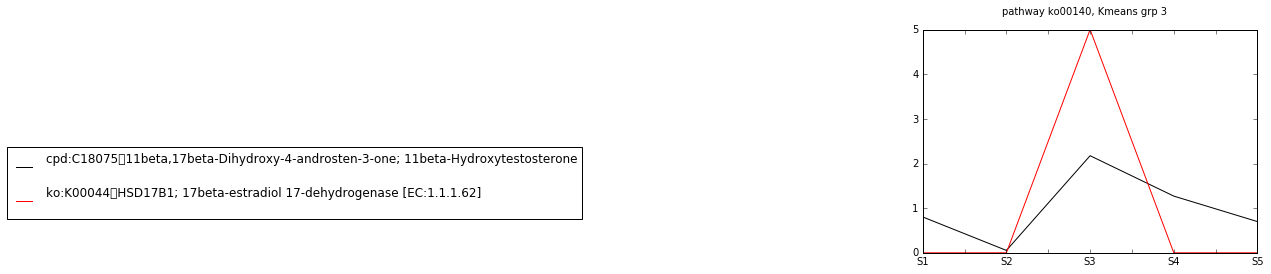 pathway ko00140, Kmeans grp 3
5
4
3
2
1
0
S1 S2 S3 S4 S5
cpd:C18075▯11beta,17beta-Dihydroxy-4-androsten-3-one; 11beta-Hydroxytestosterone
ko:K00044▯HSD17B1; 17beta-estradiol 17-dehydrogenase [EC:1.1.1.62]